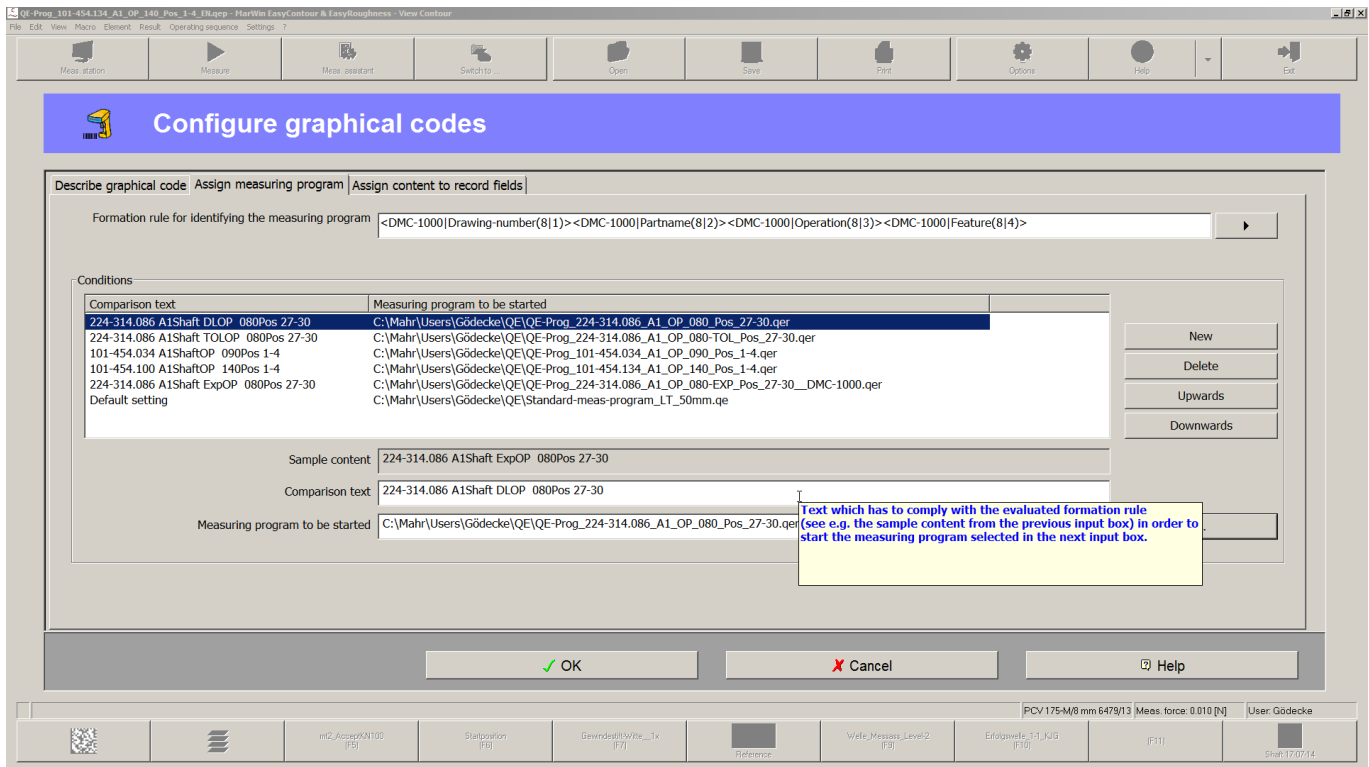 QE-Prog_101-454.134_A1_OP_140_Pos_1-4_EN.qep - MarWin EasyContour & EasyRoughness - View Contour
File Edit View Macro Element Result Operating sequence Settings ?
Meas. station Measure Meas. assistant Switch to ... Open Save Print Options Help Exit
Configure graphical codes
Describe graphical code Assign measuring program Assign content to record fields
Formation rule for identifying the measuring program <DMC-1000|Drawing-number(8|1)><DMC-1000|Partname(8|2)><DMC-1000|Operation(8|3)><DMC-1000|Feature(8|4)>
Conditions
Comparison text Measuring program to be started
224-314.086 A1Shaft DLOP 080Pos 27-30 C:\Mahr\Users\Gödecke\QE\QE-Prog_224-314.086_A1_OP_080_Pos_27-30.qer
224-314.086 A1Shaft TOLOP 080Pos 27-30 C:\Mahr\Users\Gödecke\QE\QE-Prog_224-314.086_A1_OP_080-TOL_Pos_27-30.qer
101-454.034 A1ShaftOP 090Pos 1-4 C:\Mahr\Users\Gödecke\QE\QE-Prog_101-454.034_A1_OP_090_Pos_1-4.qer
101-454.100 A1ShaftOP 140Pos 1-4 C:\Mahr\Users\Gödecke\QE\QE-Prog_101-454.134_A1_OP_140_Pos_1-4.qer
224-314.086 A1Shaft ExpOP 080Pos 27-30 C:\Mahr\Users\Gödecke\QE\QE-Prog_224-314.086_A1_OP_080-EXP_Pos_27-30__DMC-1000.qer
Default setting C:\Mahr\Users\Gödecke\QE\Standard-meas-program_LT_50mm.qe
New
Delete
Upwards
Downwards
Sample content 224-314.086 A1Shaft ExpOP 080Pos 27-30
Comparison text 224-314.086 A1Shaft DLOP 080Pos 27-30
Measuring program to be started C:\Mahr\Users\Gödecke\QE\QE-Prog_224-314.086_A1_OP_080_Pos_27-30.qer
Text which has to comply with the evaluated formation rule
(see e.g. the sample content from the previous input box) in order to
start the measuring program selected in the next input box.
OK Cancel Help
PCV 175-M/8 mm 6479/13 Meas. force: 0.010 [N] User: Gödecke
mt2_AcceptKN100 Startposition Gewindestift-Witte__1x Welle_Messass_Level-2 Erfolgswelle_1-1_KJG
(F5) (F6) (F7) Reference (F9) (F10) (F11) Shaft 17-07-14